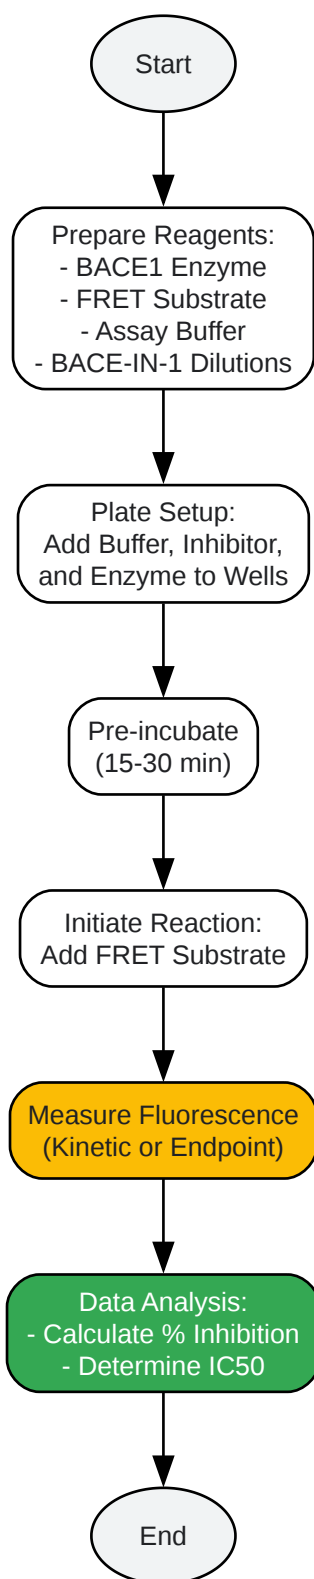 Start
Prepare Reagents:
- BACE1 Enzyme
- FRET Substrate
- Assay Buffer
- BACE-IN-1 Dilutions
Plate Setup:
Add Buffer, Inhibitor,
and Enzyme to Wells
Pre-incubate
(15-30 min)
Initiate Reaction:
Add FRET Substrate
Measure Fluorescence
(Kinetic or Endpoint)
Data Analysis:
- Calculate % Inhibition
- Determine IC50
End